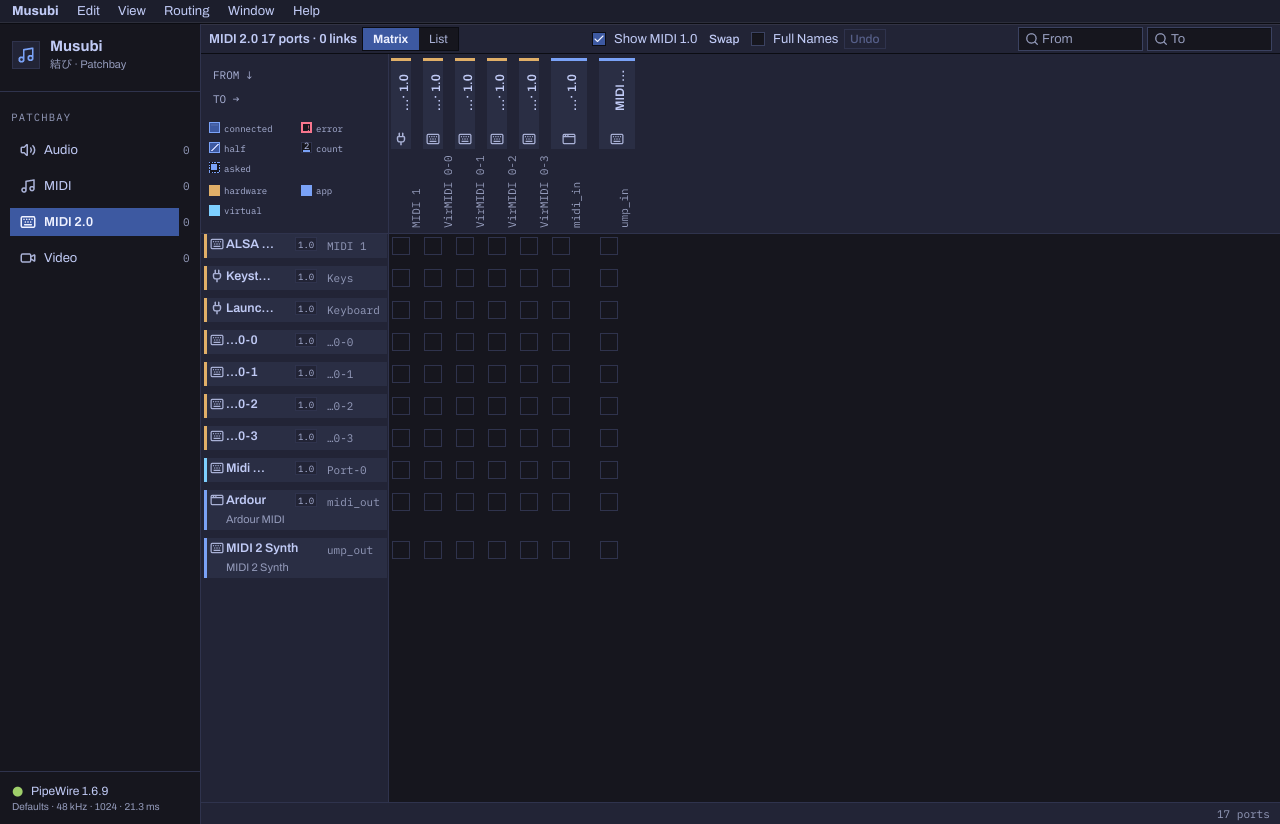 Musubi Edit View Routing Window Help
Musubi
結び · Patchbay
PATCHBAY
Audio 0
MIDI 0
MIDI 2.0 0
Video 0
PipeWire 1.6.9
Defaults · 48 kHz · 1024 · 21.3 ms
MIDI 2.0 17 ports · 0 links Matrix List Show MIDI 1.0 Swap Full Names Undo From To
FROM ↓
TO →
connected error
half 2 count
asked
hardware app
virtual
…· 1.0
…· 1.0
…· 1.0
…· 1.0
…· 1.0
…· 1.0
MIDI …
MIDI 1
VirMIDI 0-0
VirMIDI 0-1
VirMIDI 0-2
VirMIDI 0-3
midi_in
ump_in
ALSA … 1.0 MIDI 1
Keyst… 1.0 Keys
Launc… 1.0 Keyboard
…0-0 1.0 …0-0
…0-1 1.0 …0-1
…0-2 1.0 …0-2
…0-3 1.0 …0-3
Midi … 1.0 Port-0
Ardour 1.0 midi_out
Ardour MIDI
MIDI 2 Synth ump_out
MIDI 2 Synth
17 ports